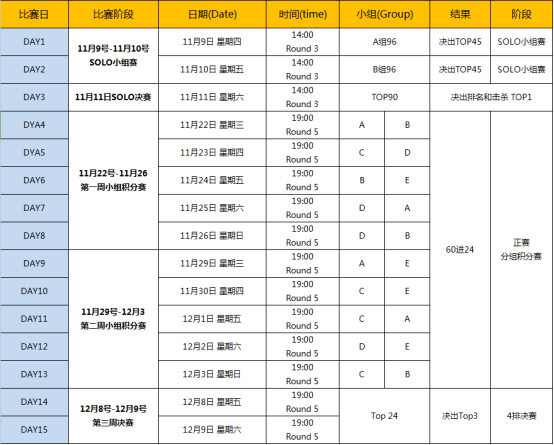 比赛日 比赛阶段 日期(Date) 时间(time) 小组(Group) 结果 阶段
DAY1 11月9号-11月10号 SOLO小组赛 11月9日 星期四 14:00 Round 3 A组96 决出TOP45 SOLO小组赛
DAY2 11月10日 星期五 14:00 Round 3 B组96 决出TOP45 SOLO小组赛
DAY3 11月11日SOLO决赛 11月11日 星期六 14:00 Round 3 TOP90 决出排名和击杀 TOP1
DYA4 11月22号-11月26 第一周小组积分赛 11月22日 星期三 19:00 Round 5 A B 60进24 正赛 分组积分赛
DYA5 11月23日 星期四 19:00 Round 5 C D
DAY6 11月24日 星期五 19:00 Round 5 B E
DAY7 11月25日 星期六 19:00 Round 5 D A
DAY8 11月26日 星期日 19:00 Round 5 D B
DAY9 11月29号-12月3 第二周小组积分赛 11月29日 星期三 19:00 Round 5 A E
DAY10 11月30日 星期四 19:00 Round 5 C E
DAY11 12月1日 星期五 19:00 Round 5 C A
DAY12 12月2日 星期六 19:00 Round 5 D E
DAY13 12月3日 星期日 19:00 Round 5 C B
DAY14 12月8号-12月9号 第三周决赛 12月8日 星期五 19:00 Round 5 Top 24 决出Top3 4排决赛
DAY15 12月9日 星期六 19:00 Round 5